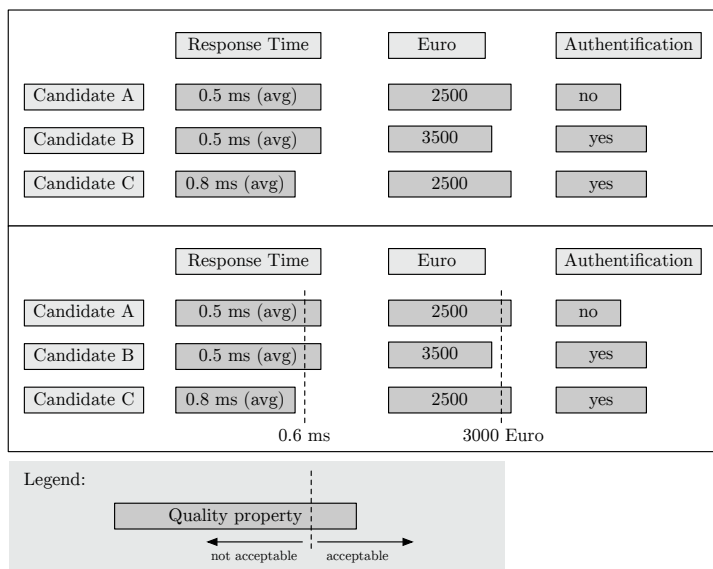 Response Time Euro Authentification
Candidate A 0.5 ms (avg) 2500 no
Candidate B 0.5 ms (avg) 3500 yes
Candidate C 0.8 ms (avg) 2500 yes
Response Time Euro Authentification
Candidate A 0.5 ms (avg) 2500 no
Candidate B 0.5 ms (avg) 3500 yes
Candidate C 0.8 ms (avg) 2500 yes
0.6 ms 3000 Euro
Legend:
Quality property
not acceptable acceptable